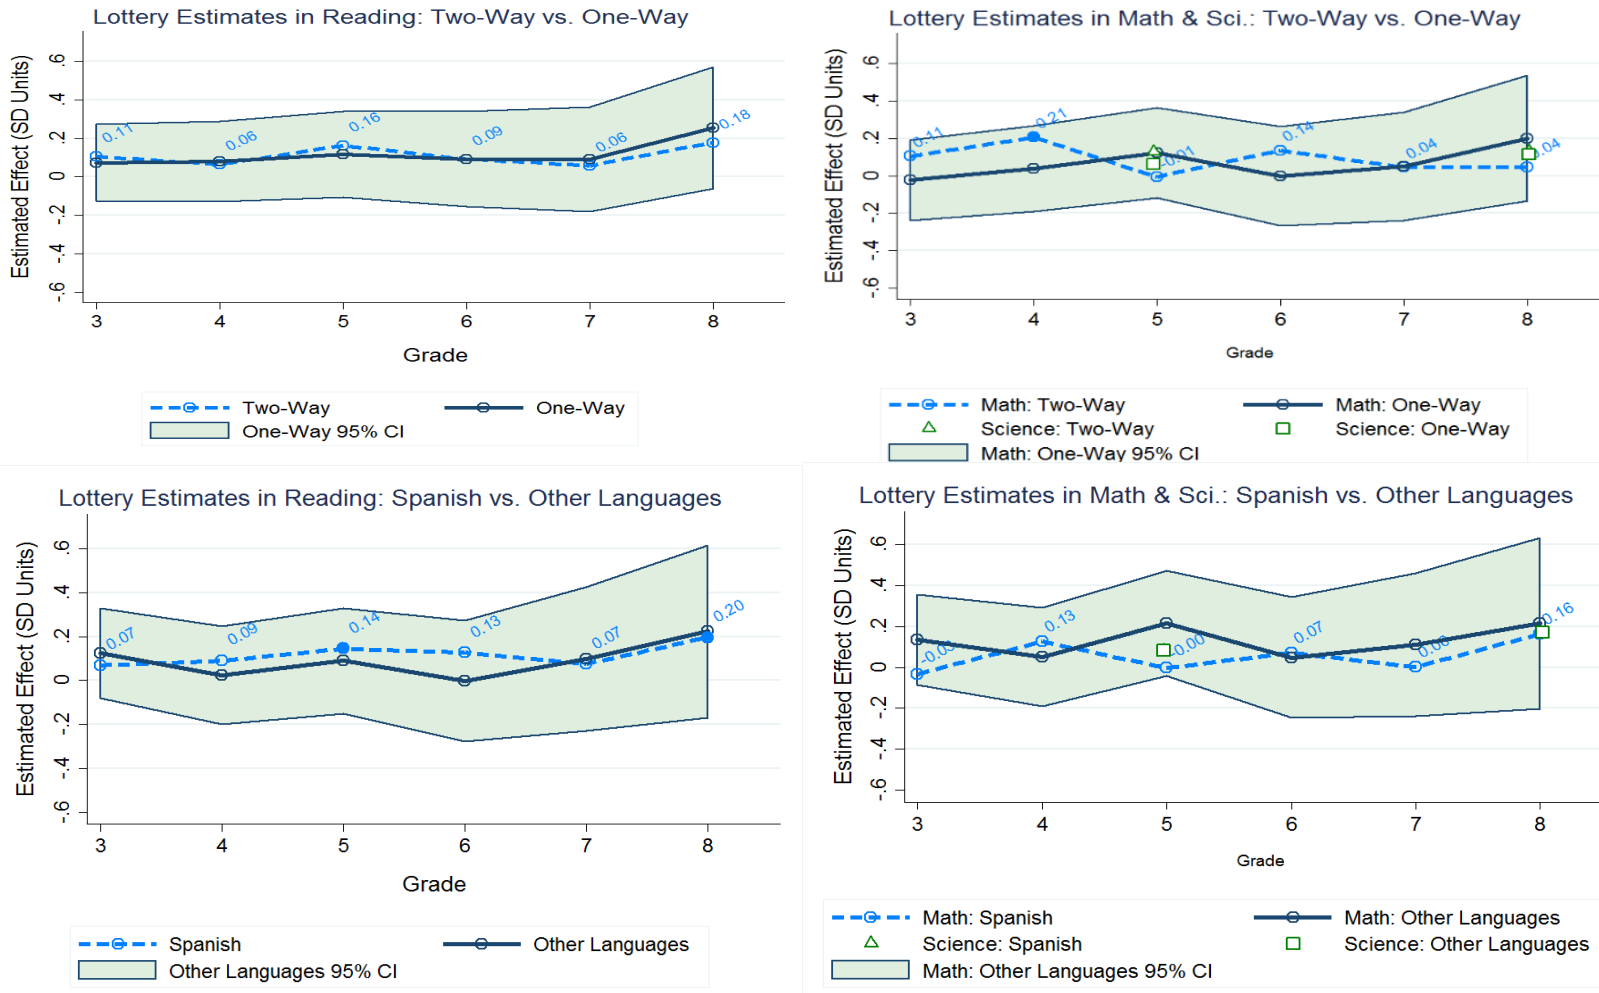 Lottery Estimates in Reading: Two-Way vs. One-Way
Estimated Effect (SD Units)
.6
.4
.2
0
-.2
-.4
-.6
0.11
0.06
0.16
0.09
0.06
0.18
3 4 5 6 7 8
Grade
Two-Way One-Way
One-Way 95% CI
Lottery Estimates in Math & Sci.: Two-Way vs. One-Way
Estimated Effect (SD Units)
.6
.4
.2
0
-.2
-.4
-.6
0.11
0.21
-0.01
0.14
0.04
0.04
3 4 5 6 7 8
Grade
Math: Two-Way Math: One-Way
Science: Two-Way Science: One-Way
Math: One-Way 95% CI
Lottery Estimates in Reading: Spanish vs. Other Languages
Estimated Effect (SD Units)
.6
.4
.2
0
-.2
-.4
-.6
0.07
0.09
0.14
0.13
0.07
0.20
3 4 5 6 7 8
Grade
Spanish Other Languages
Other Languages 95% CI
Lottery Estimates in Math & Sci.: Spanish vs. Other Languages
Estimated Effect (SD Units)
.6
.4
.2
0
-.2
-.4
-.6
0.13
-0.00
0.07
0.16
3 4 5 6 7 8
Grade
Math: Spanish Math: Other Languages
Science: Spanish Science: Other Languages
Math: Other Languages 95% CI